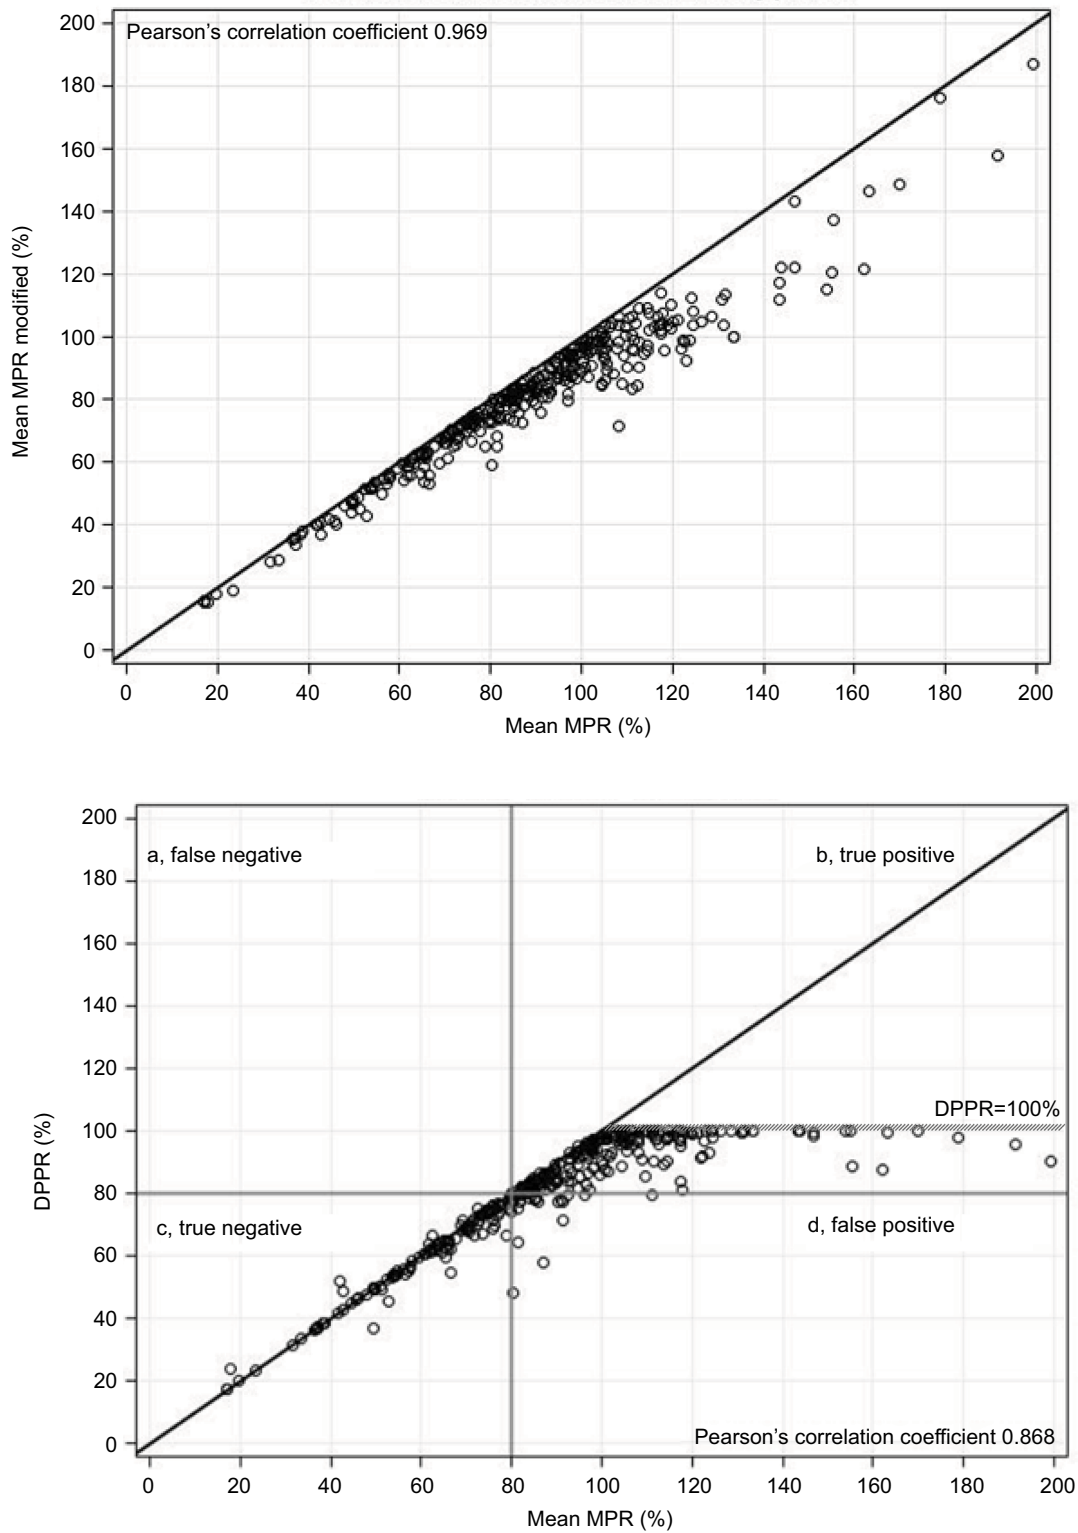 200
Pearson's correlation coefficient 0.969
180
160
140
120
100
80
60
40
20
0
Mean MPR modified (%)
0 20 40 60 80 100 120 140 160 180 200
Mean MPR (%)
200
a, false negative b, true positive
180
160
140
120
DPPR=100%
100
80
c, true negative d, false positive
60
40
20
Pearson's correlation coefficient 0.868
0
DPPR (%)
0 20 40 60 80 100 120 140 160 180 200
Mean MPR (%)